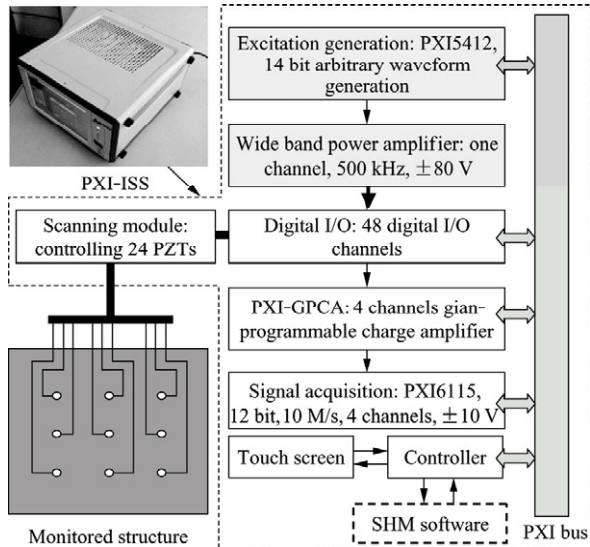 Excitation generation: PXI5412,
14 bit arbitrary wavcform
generation
Wide band power amplifier: one
channel, 500 kHz, ±80 V
PXI-ISS
Scanning module:
controlling 24 PZTs
Digital I/O: 48 digital I/O
channels
PXI-GPCA: 4 channels gian-
programmable charge amplifier
Signal acquisition: PXI6115,
12 bit, 10 M/s, 4 channels, ±10 V
Touch screen
Controller
SHM software
Monitored structure
PXI bus